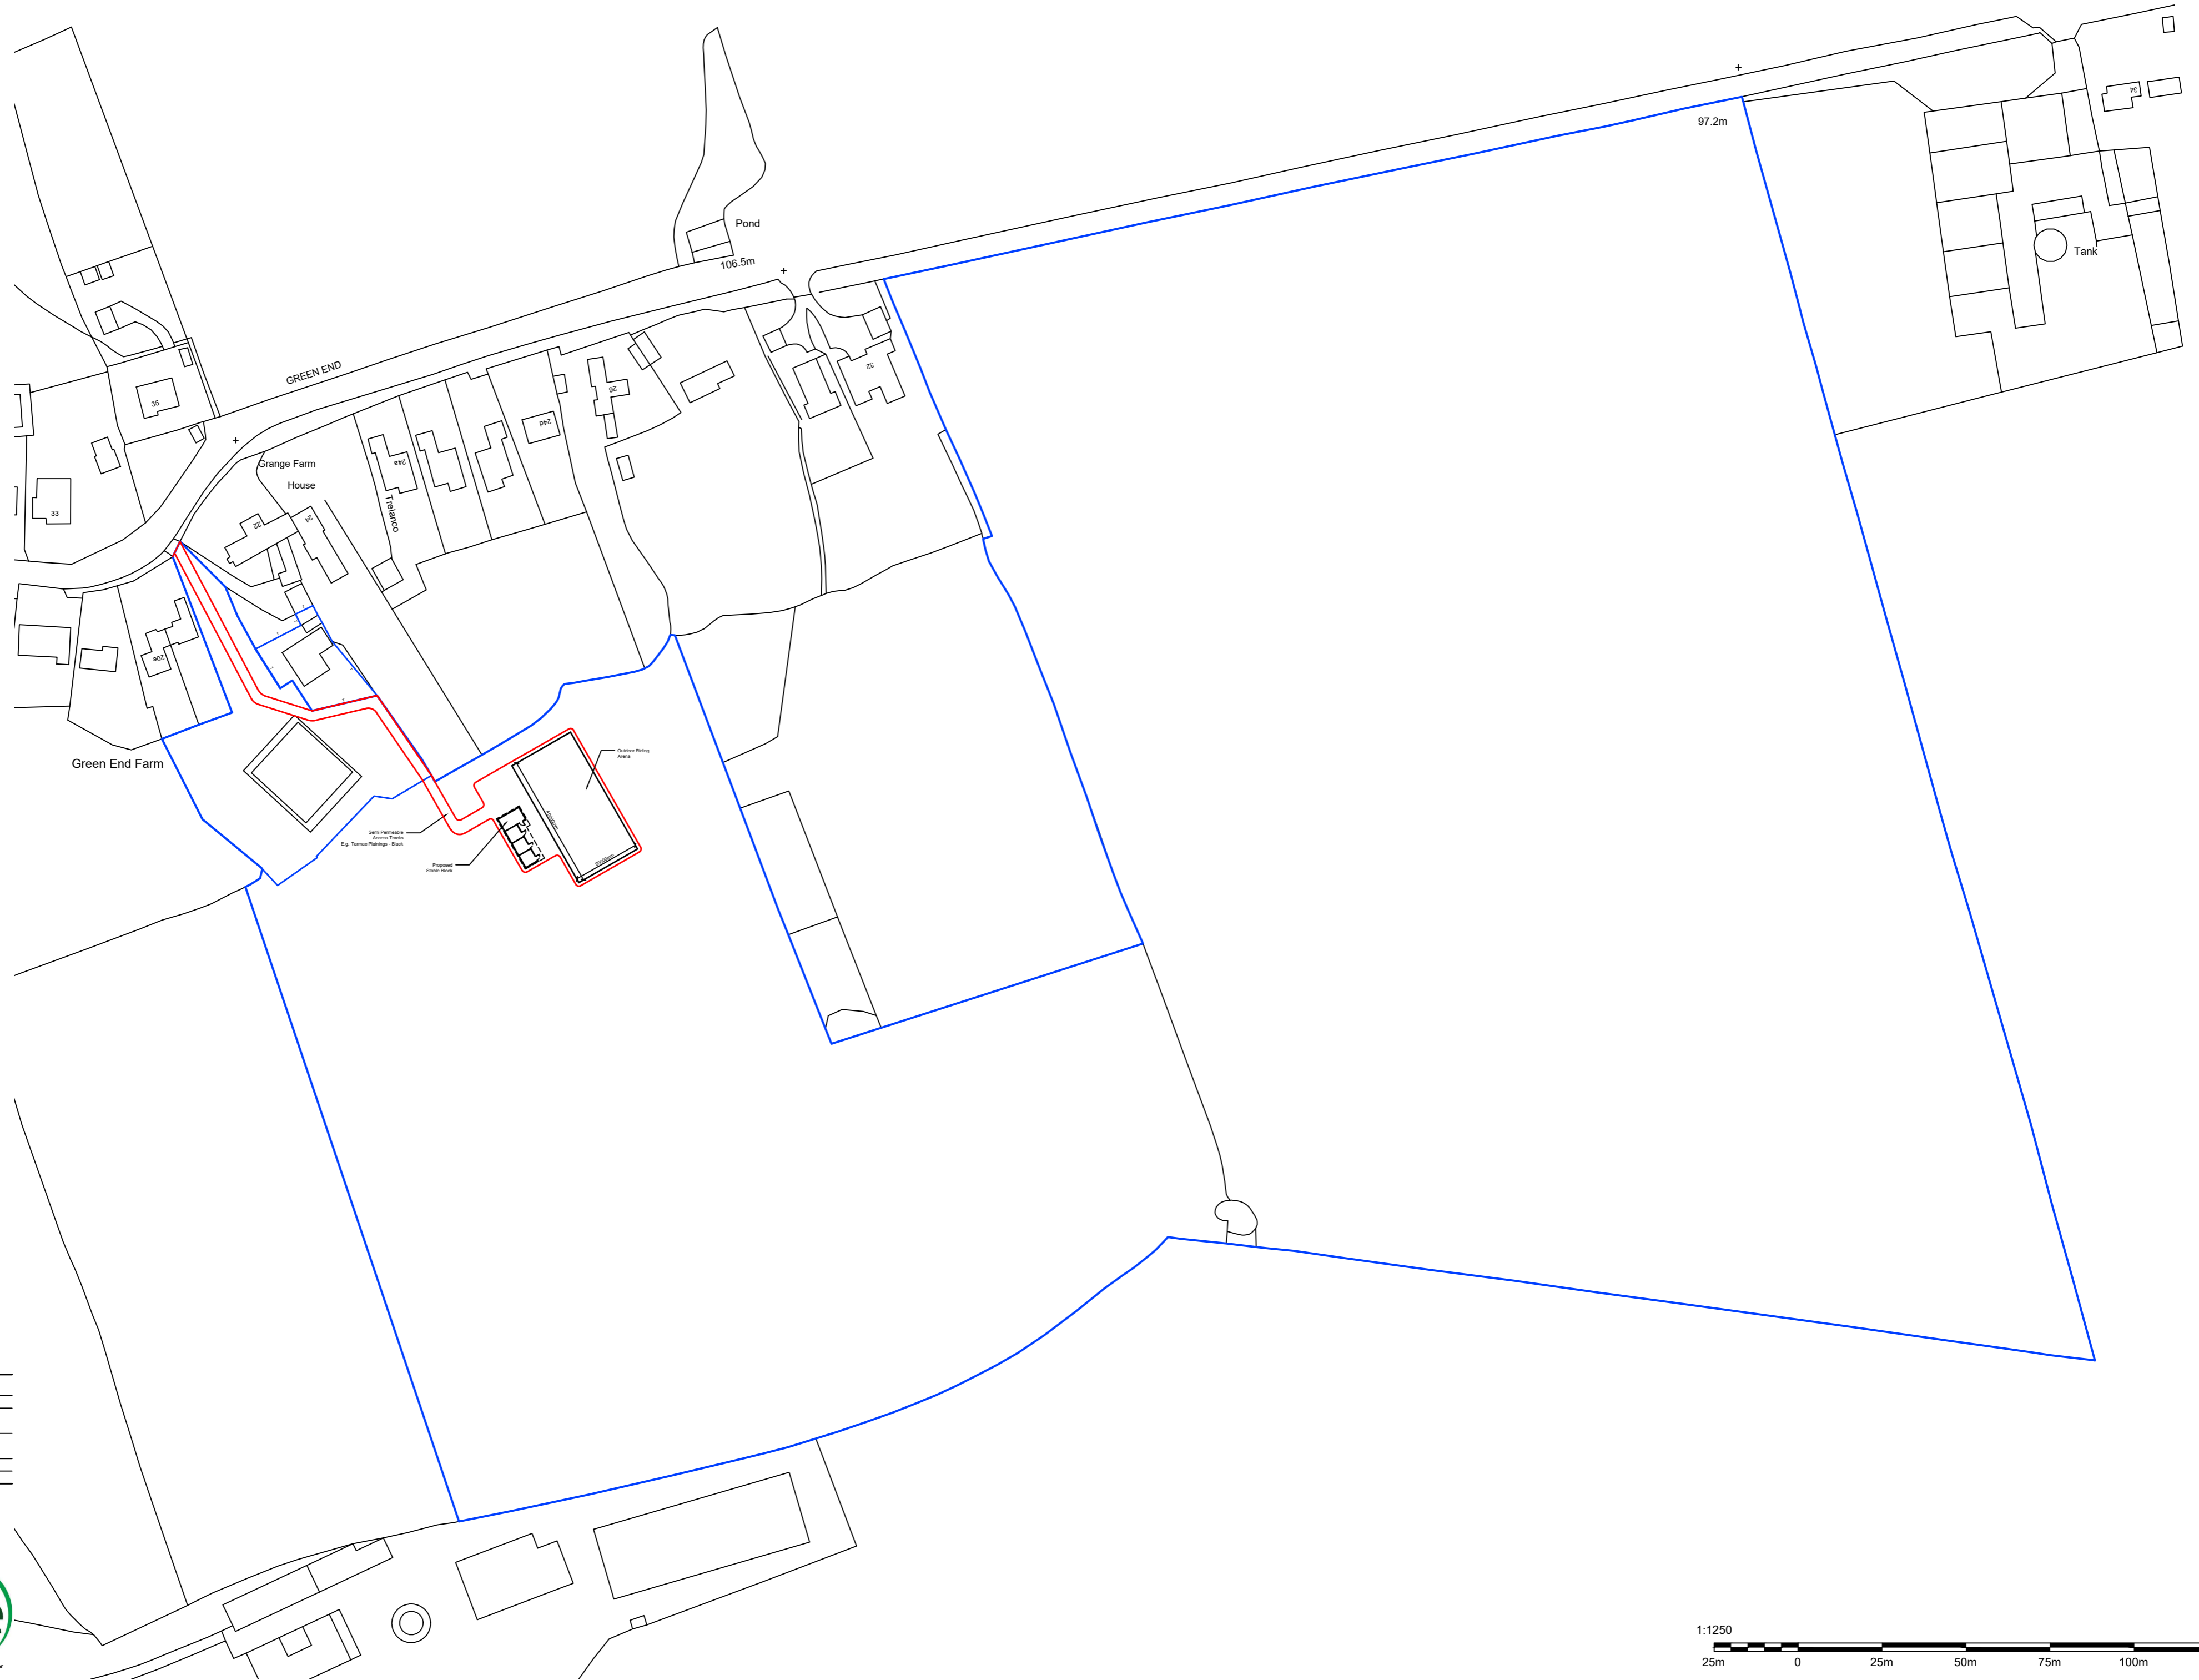 34
97.2m
Pond
Tank
106.5m
GREEN END
32
26
35
24d
Grange Farm
House
24a
Trelanco
33
22
24
20e
Green End Farm
Outdoor Riding
Arena
Semi Permeable
Access Tracks
E.g. Tarmac Plainings - Black
Proposed
Stable Block
1:1250
25m 0 25m 50m 75m 100m